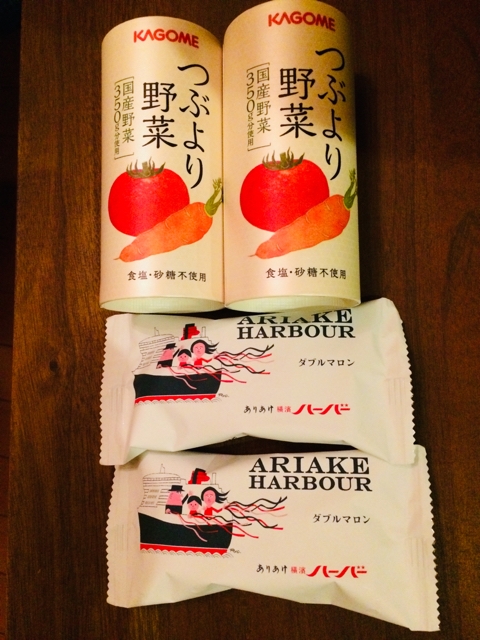 KAGOME
つぶより
野菜
国産野菜
350g分使用
食塩・砂糖不使用
KAGOME
つぶより
野菜
国産野菜
350g分使用
食塩・砂糖不使用
ARIAKE
HARBOUR
ダブルマロン
ありあけ 横濱 ハーバー
ARIAKE
HARBOUR
ダブルマロン
ありあけ 横濱 ハーバー